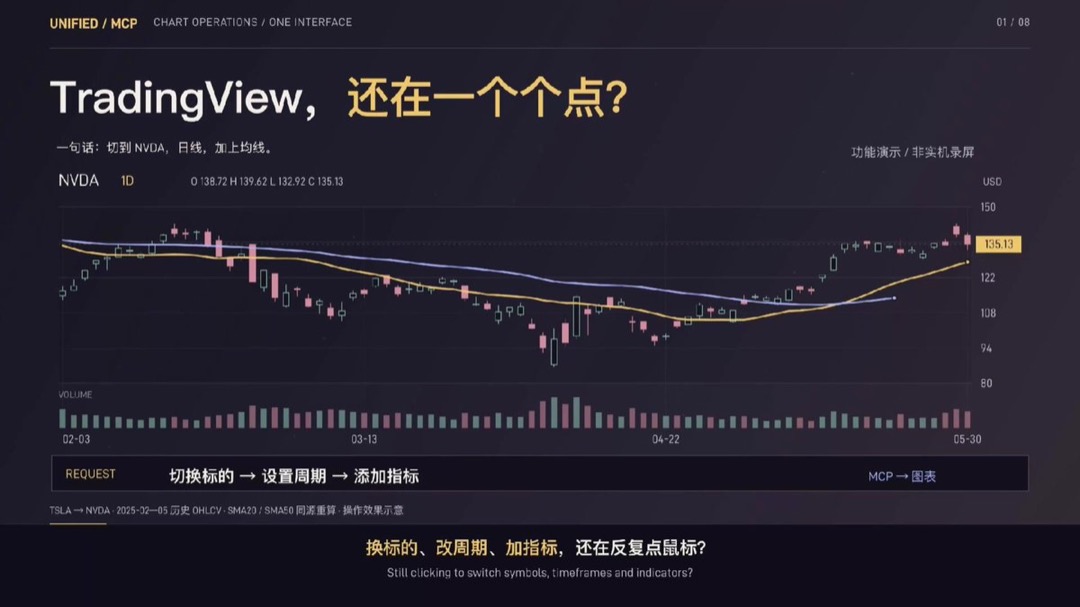 UNIFIED / MCP CHART OPERATIONS / ONE INTERFACE 01 / 08
TradingView，还在一个个点?
一句话：切到 NVDA，日线，加上均线。
功能演示 / 非实机录屏
NVDA 1D O 138.72 H 139.62 L 132.92 C 135.13 USD
150
135.13
122
108
94
80
VOLUME
02-03 03-13 04-22 05-30
REQUEST 切换标的 → 设置周期 → 添加指标 MCP → 图表
TSLA → NVDA · 2025-02—05 历史 OHLCV · SMA20 / SMA50 同源重算 · 操作效果示意
换标的、改周期、加指标，还在反复点鼠标?
Still clicking to switch symbols, timeframes and indicators?